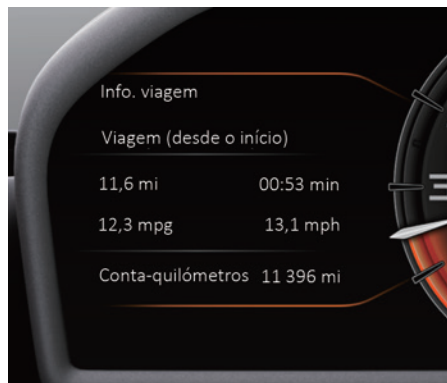 Info. viagem
Viagem (desde o início)
11,6 mi 00:53 min
12,3 mpg 13,1 mph
Conta-quilómetros 11 396 mi